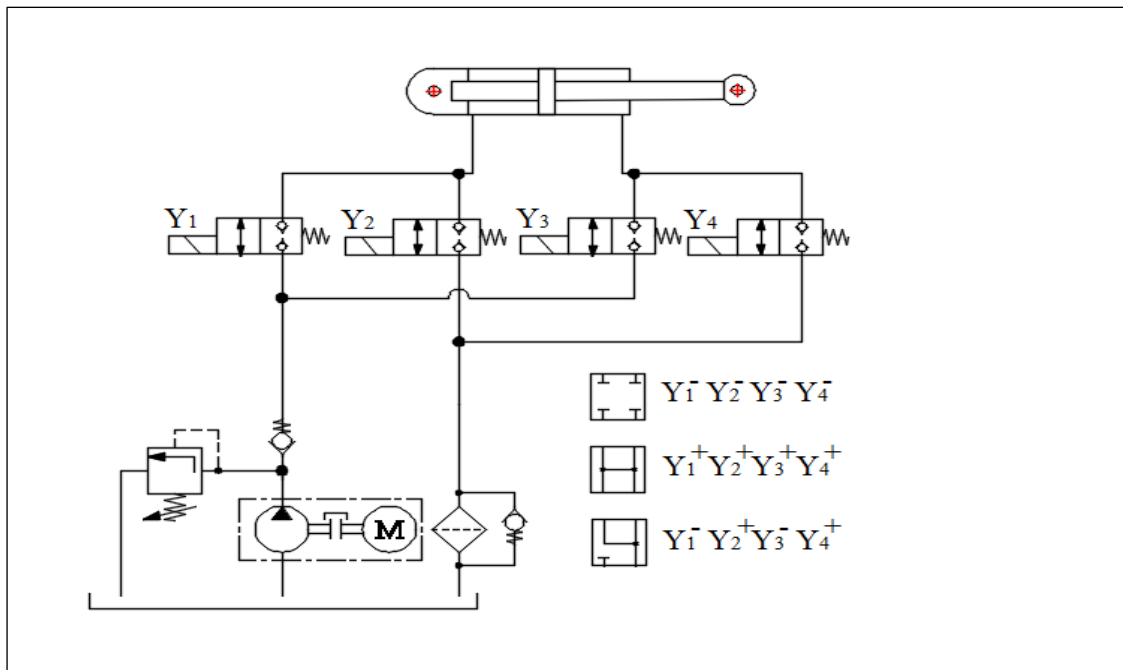 Y1 Y2 Y3 Y4
Y1⁻ Y2⁻ Y3⁻ Y4⁻
Y1⁺ Y2⁺ Y3⁺ Y4⁺
Y1⁻ Y2⁺ Y3⁻ Y4⁺
M